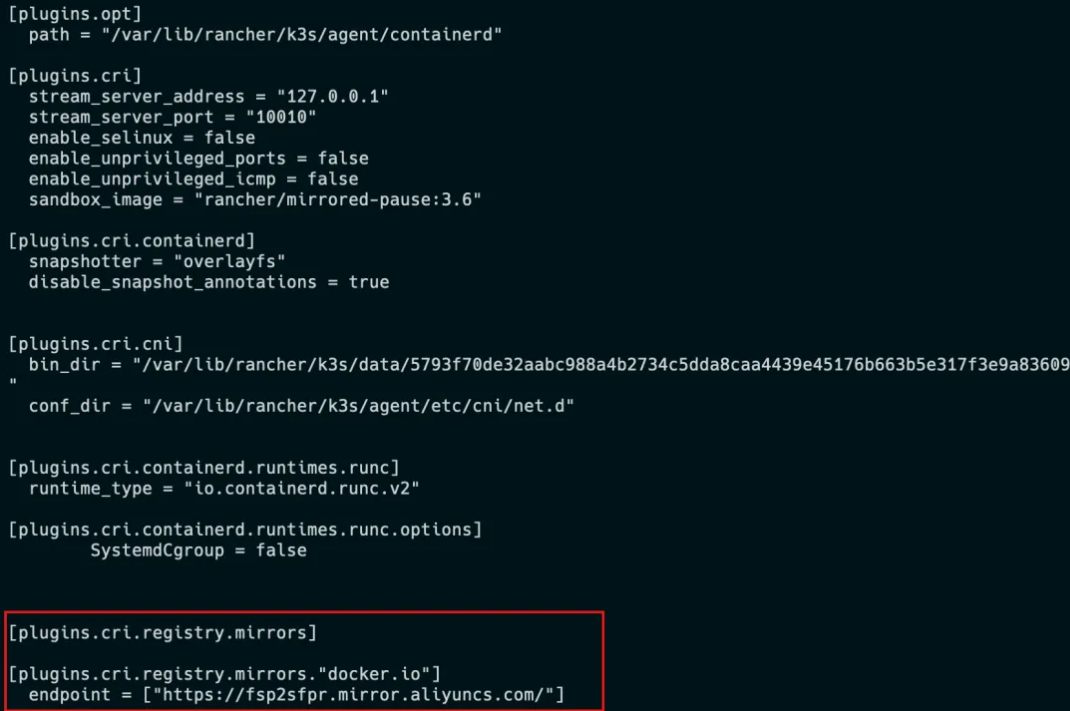 [plugins.opt]
path = "/var/lib/rancher/k3s/agent/containerd"
[plugins.cri]
stream_server_address = "127.0.0.1"
stream_server_port = "10010"
enable_selinux = false
enable_unprivileged_ports = false
enable_unprivileged_icmp = false
sandbox_image = "rancher/mirrored-pause:3.6"
[plugins.cri.containerd]
snapshotter = "overlayfs"
disable_snapshot_annotations = true
[plugins.cri.cni]
bin_dir = "/var/lib/rancher/k3s/data/5793f70de32aabc988a4b2734c5dda8caa4439e45176b663b5e317f3e9a83609
"
conf_dir = "/var/lib/rancher/k3s/agent/etc/cni/net.d"
[plugins.cri.containerd.runtimes.runc]
runtime_type = "io.containerd.runc.v2"
[plugins.cri.containerd.runtimes.runc.options]
SystemdCgroup = false
[plugins.cri.registry.mirrors]
[plugins.cri.registry.mirrors."docker.io"]
endpoint = ["https://fsp2sfpr.mirror.aliyuncs.com/"]